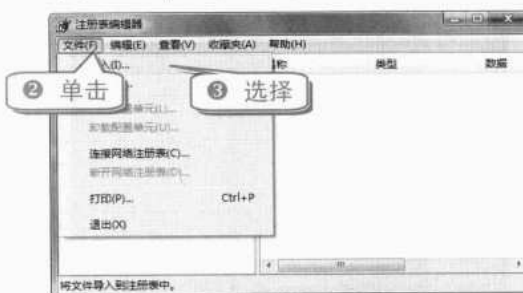 注册表编辑器
文件(F) 编辑(E) 查看(V) 收藏夹(A) 帮助(H)
入(I)...
称 类型 数据
❷ 单击
❸ 选择
卸载配置单元(U)...
连接网络注册表(C)...
断开网络注册表(D)...
打印(P)... Ctrl+P
退出(X)
将文件导入到注册表中。